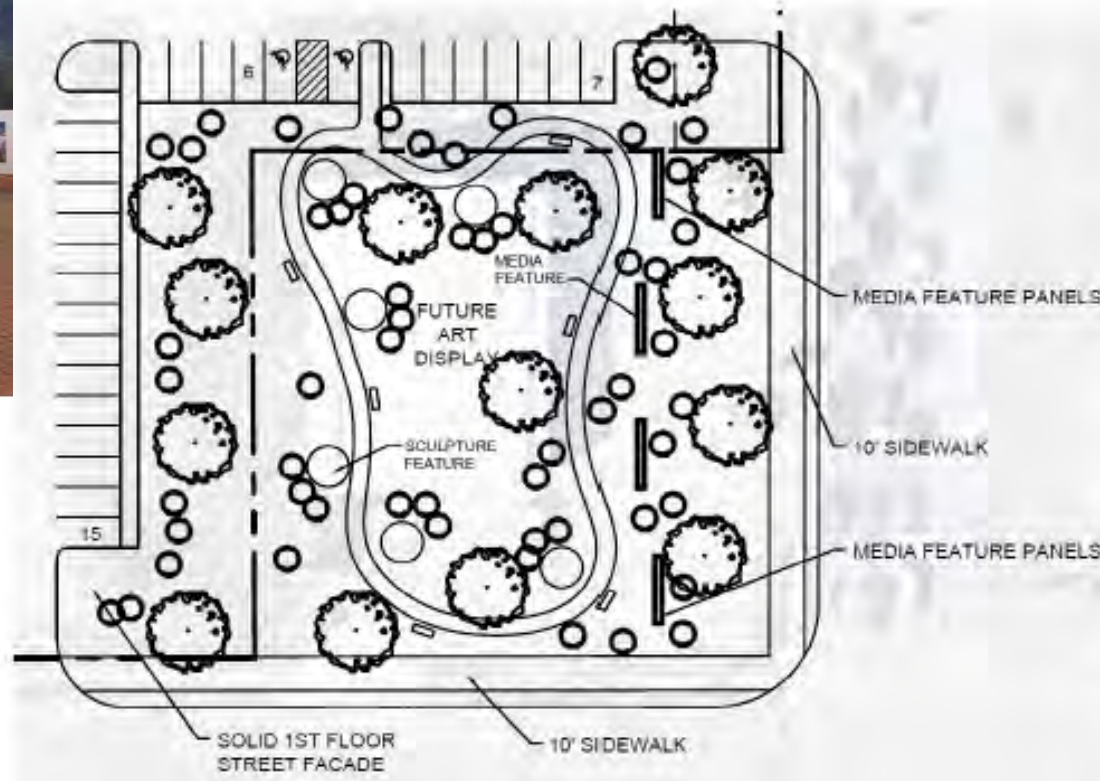 6
7
MEDIA
FEATURE
MEDIA FEATURE PANELS
FUTURE
ART
DISPLAY
10' SIDEWALK
SCULPTURE
FEATURE
15
MEDIA FEATURE PANELS
SOLID 1ST FLOOR
STREET FACADE
10' SIDEWALK